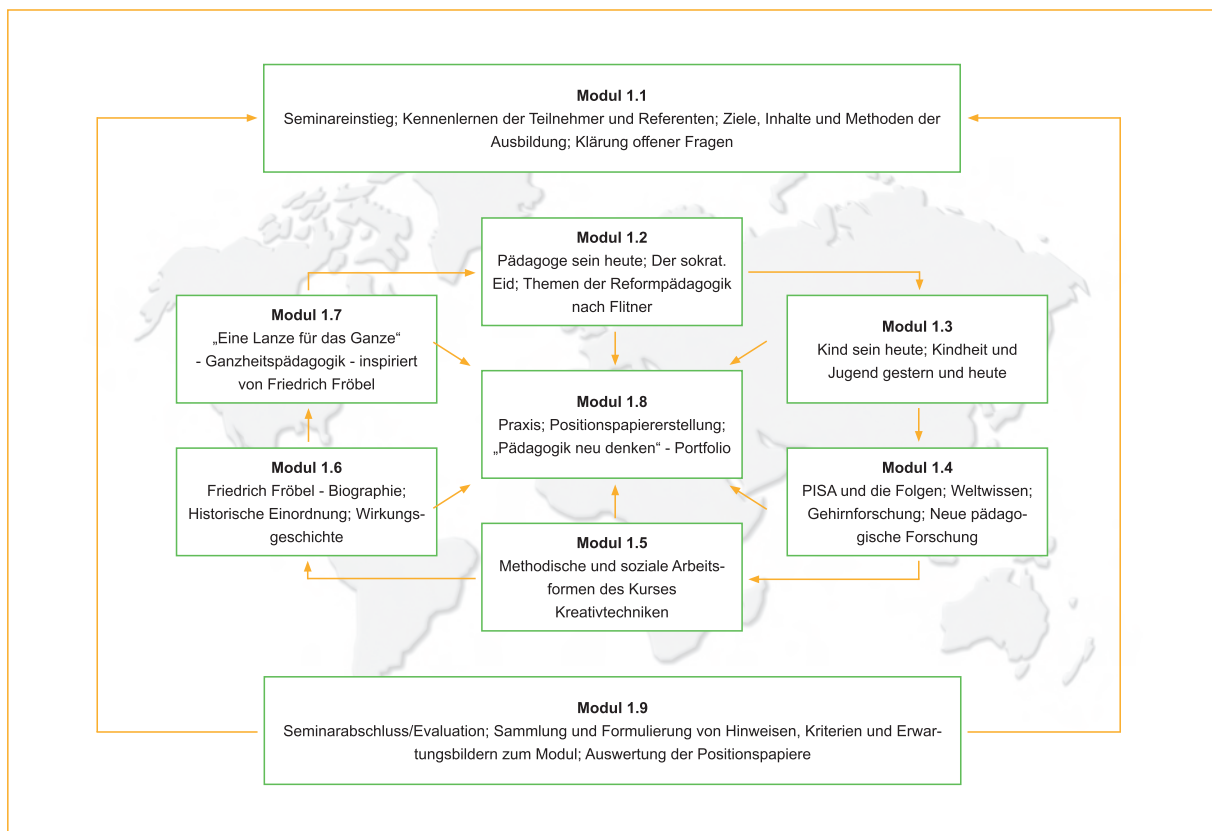 Modul 1.1
Seminareinstieg; Kennenlernen der Teilnehmer und Referenten; Ziele, Inhalte und Methoden der
Ausbildung; Klärung offener Fragen
Modul 1.2
Pädagoge sein heute; Der sokrat.
Eid; Themen der Reformpädagogik
nach Flitner
Modul 1.7
„Eine Lanze für das Ganze“
- Ganzheitspädagogik - inspiriert
von Friedrich Fröbel
Modul 1.3
Kind sein heute; Kindheit und
Jugend gestern und heute
Modul 1.8
Praxis; Positionspapiererstellung;
„Pädagogik neu denken“ - Portfolio
Modul 1.6
Friedrich Fröbel - Biographie;
Historische Einordnung; Wirkungs-
geschichte
Modul 1.4
PISA und die Folgen; Weltwissen;
Gehirnforschung; Neue pädago-
gische Forschung
Modul 1.5
Methodische und soziale Arbeits-
formen des Kurses
Kreativtechniken
Modul 1.9
Seminarabschluss/Evaluation; Sammlung und Formulierung von Hinweisen, Kriterien und Erwar-
tungsbildern zum Modul; Auswertung der Positionspapiere